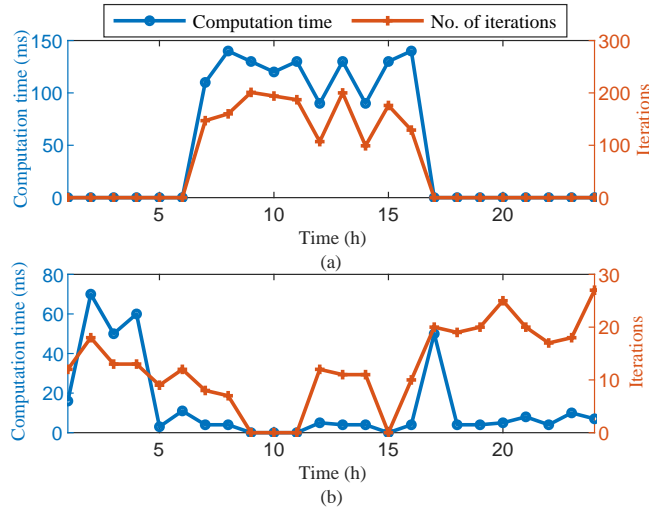 Computation time No. of iterations
150 300
100 200
50 100
0 0
5 10 15 20
Computation time (ms)
Iterations
Time (h)
(a)
80 30
60
20
40
10
20
0 0
5 10 15 20
Computation time (ms)
Iterations
Time (h)
(b)